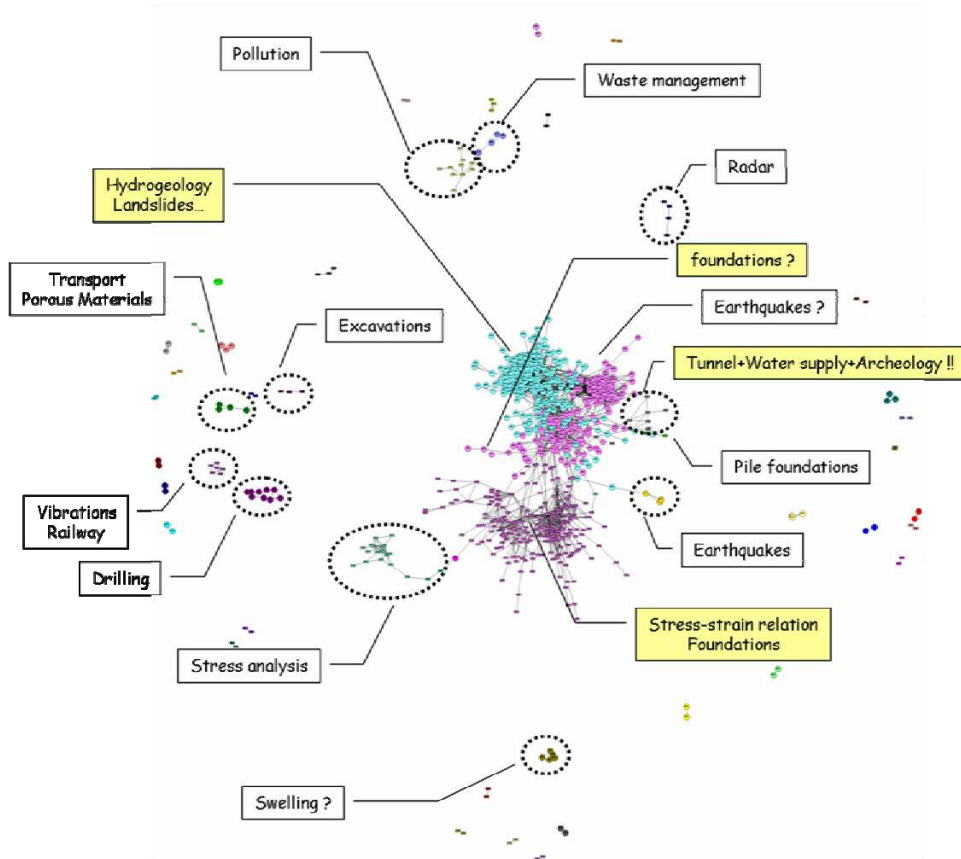 Pollution
Waste management
Radar
Hydrogeology
Landslides...
foundations ?
Transport
Porous Materials
Earthquakes ?
Excavations
Tunnel+Water supply+Archeology !!
Pile foundations
Vibrations
Railway
Earthquakes
Drilling
Stress-strain relation
Foundations
Stress analysis
Swelling ?